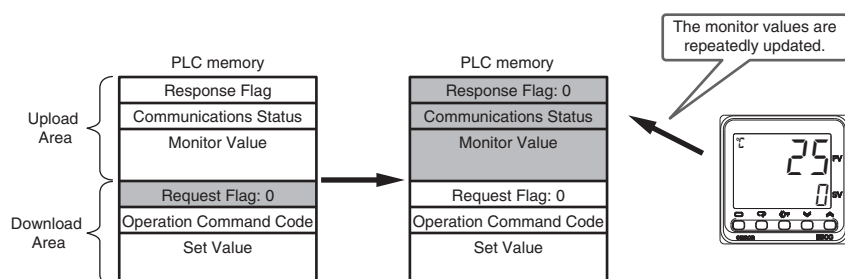 The monitor values are
repeatedly updated.
PLC memory
PLC memory
Upload
Area
Response Flag
Communications Status
Monitor Value
Response Flag: 0
Communications Status
Monitor Value
Download
Area
Request Flag: 0
Operation Command Code
Set Value
Request Flag: 0
Operation Command Code
Set Value
°C
25
PV
0
SV
omron